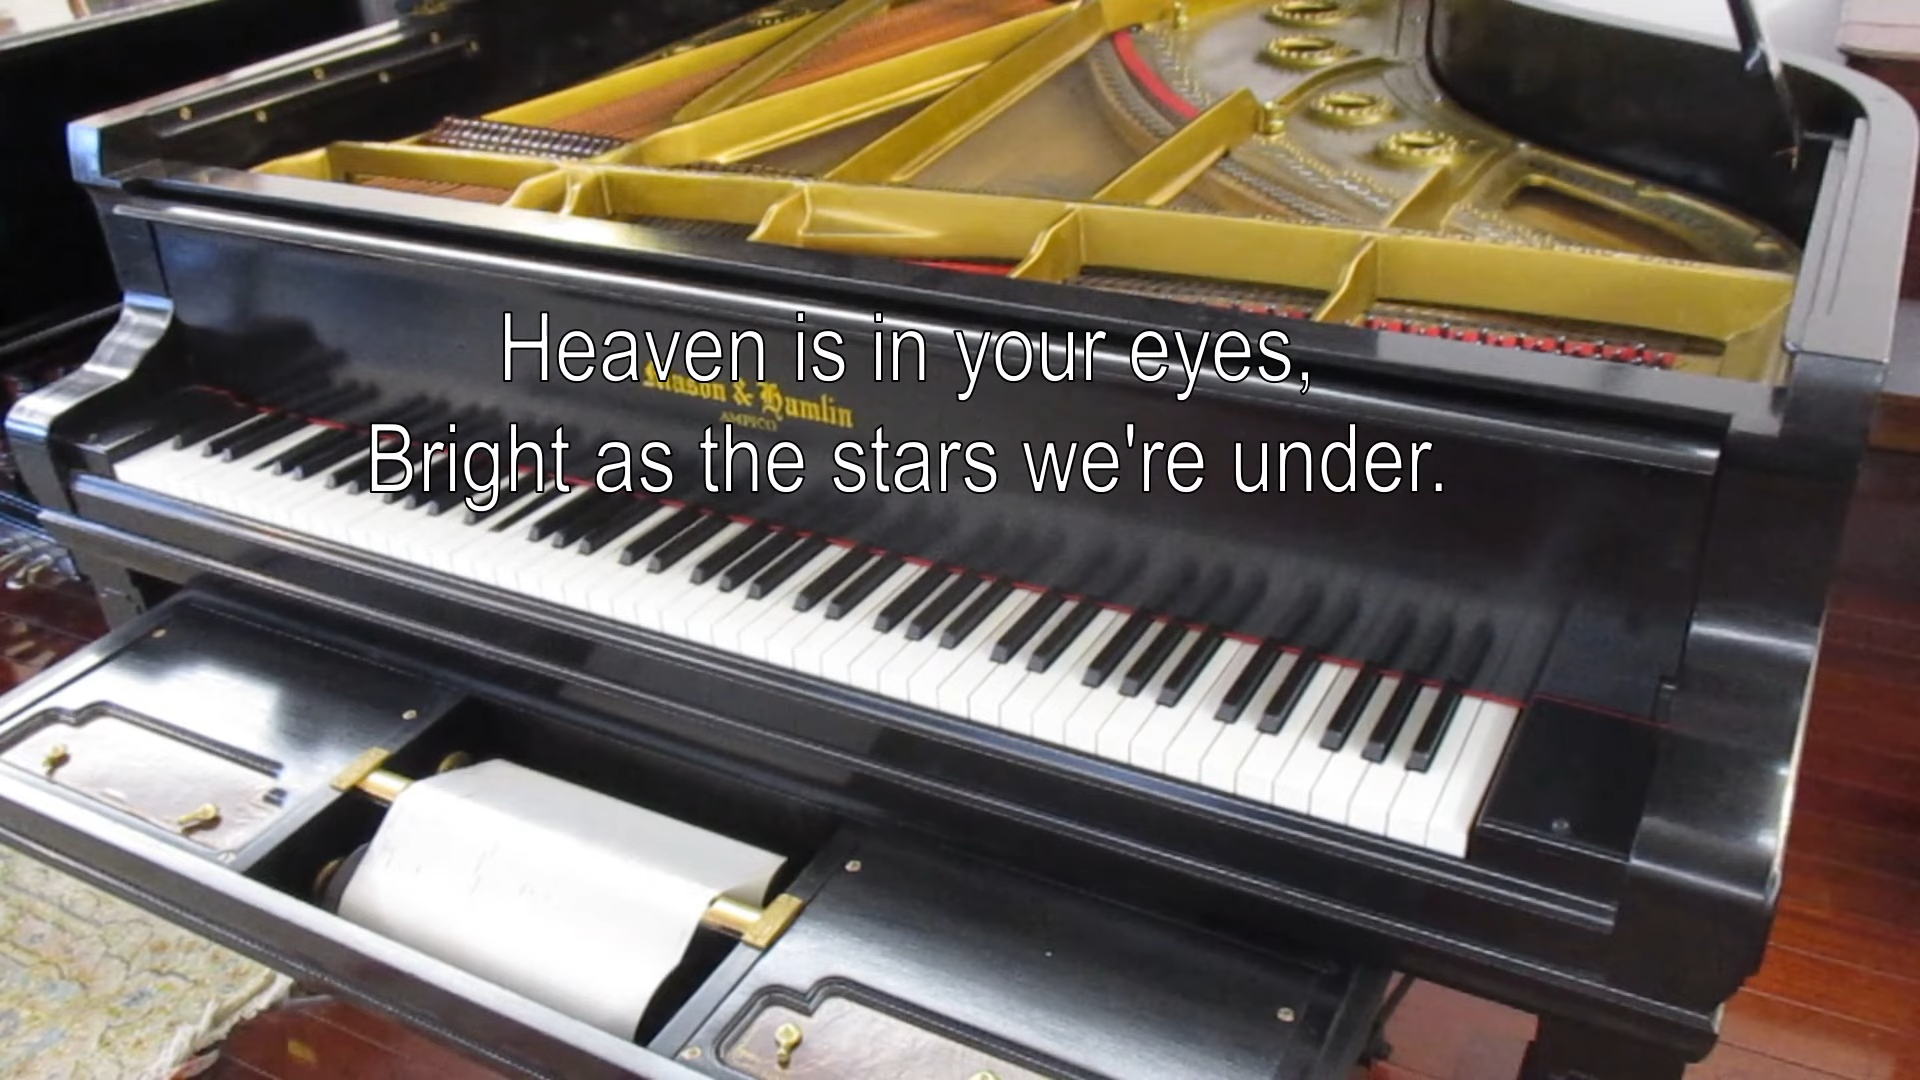 Heaven is in your eyes,
Mason & Hamlin
AMPICO
Bright as the stars we're under.